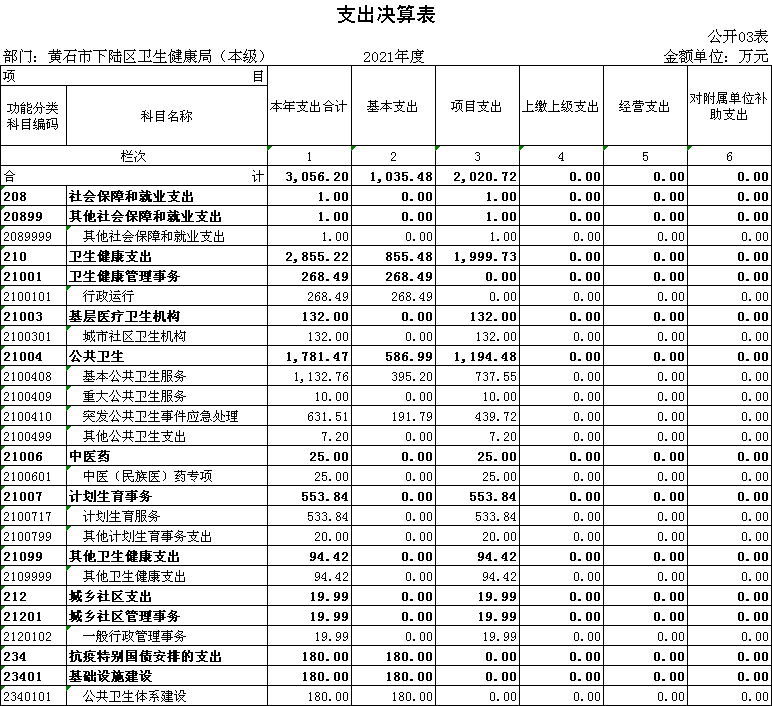 支出决算表
公开03表
部门：黄石市下陆区卫生健康局（本级） 2021年度 金额单位：万元
项 目 本年支出合计 基本支出 项目支出 上缴上级支出 经营支出 对附属单位补助支出
功能分类科目编码 科目名称
栏次 1 2 3 4 5 6
合 计 3,056.20 1,035.48 2,020.72 0.00 0.00 0.00
208 社会保障和就业支出 1.00 0.00 1.00 0.00 0.00 0.00
20899 其他社会保障和就业支出 1.00 0.00 1.00 0.00 0.00 0.00
2089999 其他社会保障和就业支出 1.00 0.00 1.00 0.00 0.00 0.00
210 卫生健康支出 2,855.22 855.48 1,999.73 0.00 0.00 0.00
21001 卫生健康管理事务 268.49 268.49 0.00 0.00 0.00 0.00
2100101 行政运行 268.49 268.49 0.00 0.00 0.00 0.00
21003 基层医疗卫生机构 132.00 0.00 132.00 0.00 0.00 0.00
2100301 城市社区卫生机构 132.00 0.00 132.00 0.00 0.00 0.00
21004 公共卫生 1,781.47 586.99 1,194.48 0.00 0.00 0.00
2100408 基本公共卫生服务 1,132.76 395.20 737.55 0.00 0.00 0.00
2100409 重大公共卫生服务 10.00 0.00 10.00 0.00 0.00 0.00
2100410 突发公共卫生事件应急处理 631.51 191.79 439.72 0.00 0.00 0.00
2100499 其他公共卫生支出 7.20 0.00 7.20 0.00 0.00 0.00
21006 中医药 25.00 0.00 25.00 0.00 0.00 0.00
2100601 中医（民族医）药专项 25.00 0.00 25.00 0.00 0.00 0.00
21007 计划生育事务 553.84 0.00 553.84 0.00 0.00 0.00
2100717 计划生育服务 533.84 0.00 533.84 0.00 0.00 0.00
2100799 其他计划生育事务支出 20.00 0.00 20.00 0.00 0.00 0.00
21099 其他卫生健康支出 94.42 0.00 94.42 0.00 0.00 0.00
2109999 其他卫生健康支出 94.42 0.00 94.42 0.00 0.00 0.00
212 城乡社区支出 19.99 0.00 19.99 0.00 0.00 0.00
21201 城乡社区管理事务 19.99 0.00 19.99 0.00 0.00 0.00
2120102 一般行政管理事务 19.99 0.00 19.99 0.00 0.00 0.00
234 抗疫特别国债安排的支出 180.00 180.00 0.00 0.00 0.00 0.00
23401 基础设施建设 180.00 180.00 0.00 0.00 0.00 0.00
2340101 公共卫生体系建设 180.00 180.00 0.00 0.00 0.00 0.00